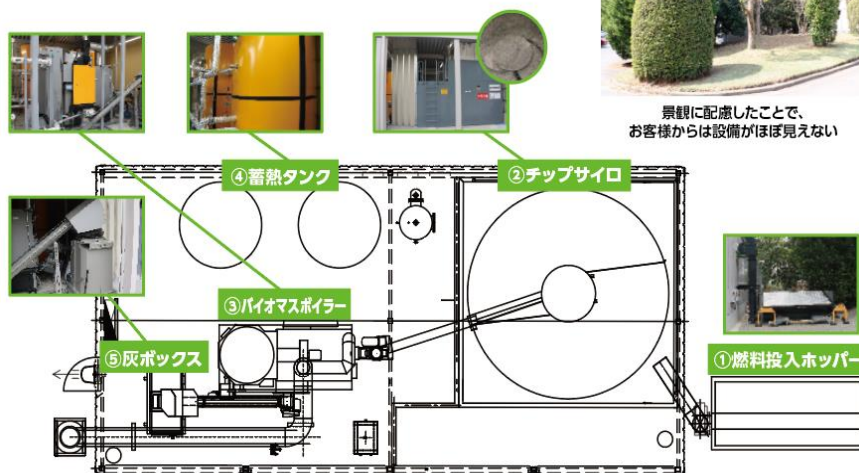 景観に配慮したことで、
お客様からは設備がほぼ見えない
④蓄熱タンク
②チップサイロ
③バイオマスボイラー
⑤灰ボックス
①燃料投入ホッパー